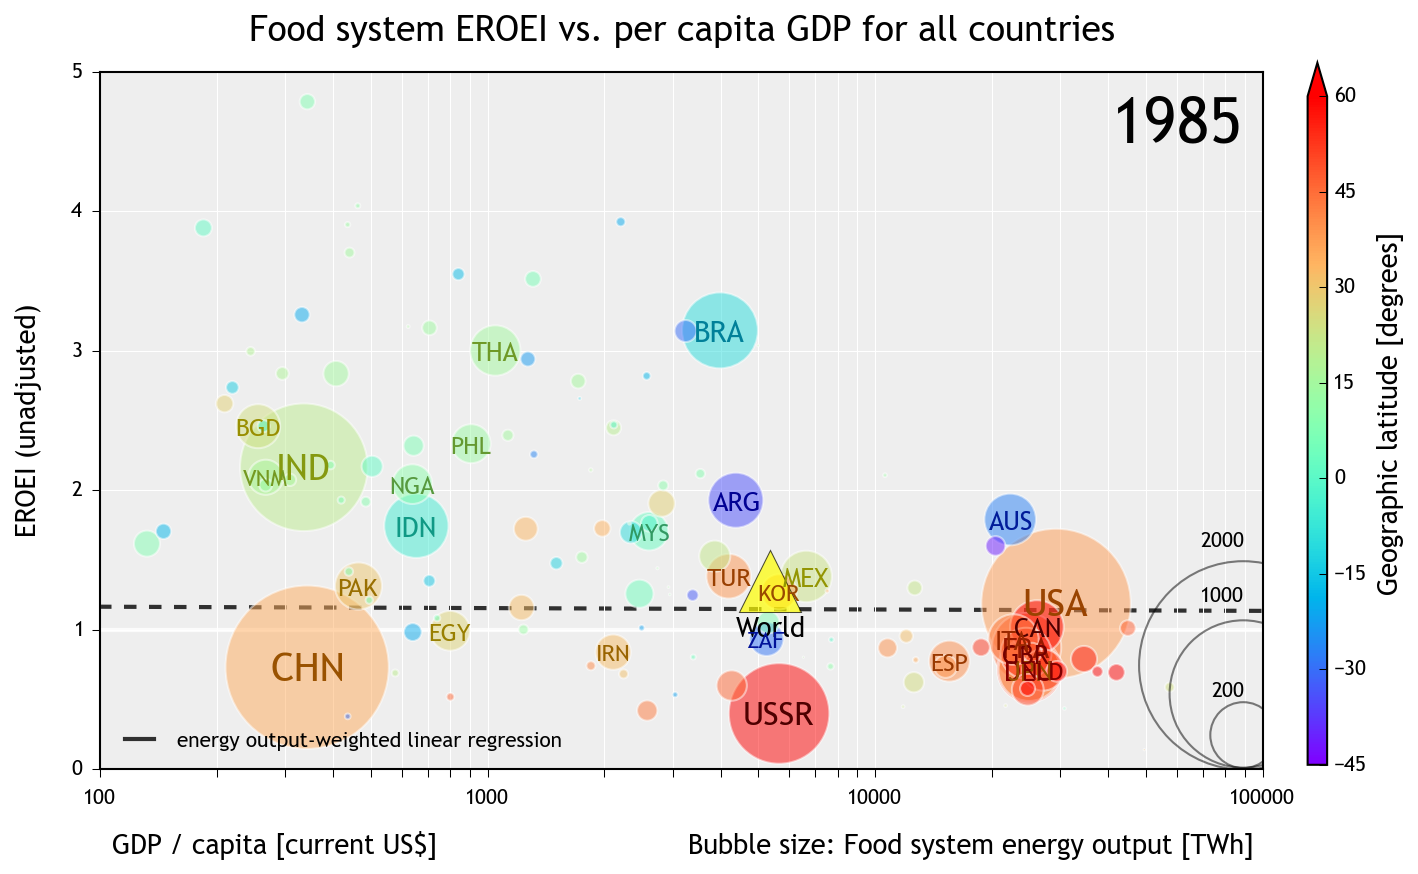 Food system EROEI vs. per capita GDP for all countries
1985
EROEI (unadjusted)
5
4
3
2
1
0
THA
BRA
BGD
IND
VNM
PHL
NGA
IDN
ARG
AUS
MYS
PAK
TUR
MEX
KOR
USA
EGY
World
ZAF
CAN
IRN
ESP
GBR
CHN
USSR
2000
1000
200
energy output-weighted linear regression
100
1000
10000
100000
GDP / capita [current US$]
Bubble size: Food system energy output [TWh]
60
45
30
15
0
−15
−30
−45
Geographic latitude [degrees]